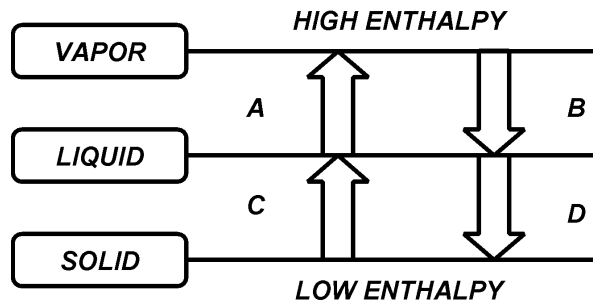 HIGH ENTHALPY
VAPOR
A
B
LIQUID
C
D
SOLID
LOW ENTHALPY